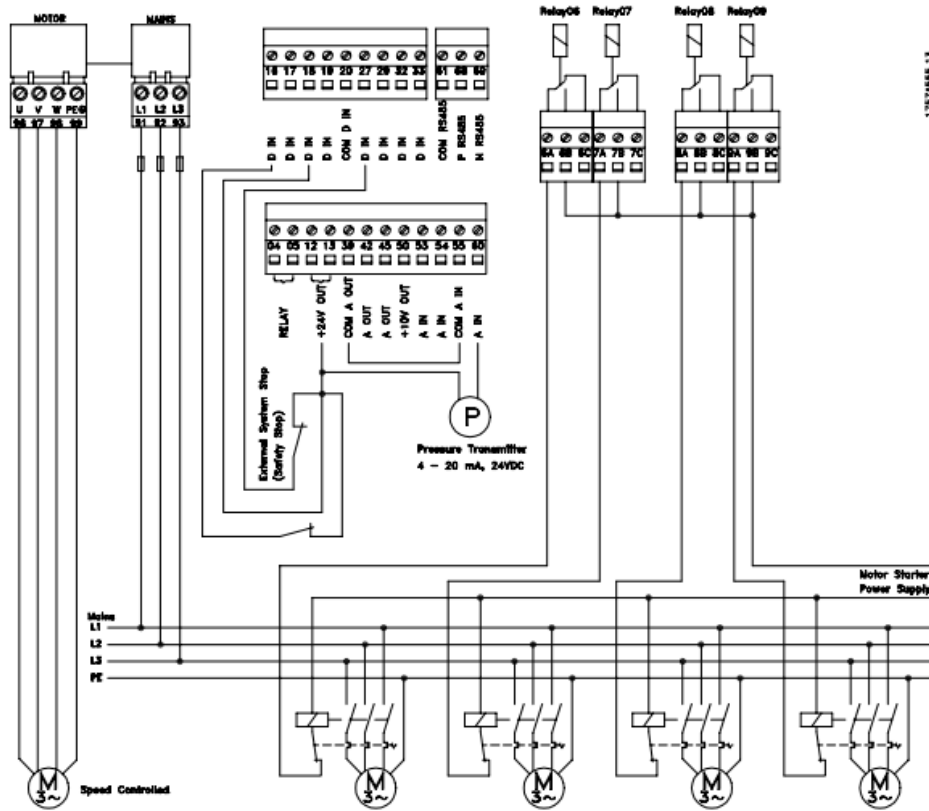 MOTOR
MAINS
Relay06 Relay07 Relay08 Relay09
U V W PE
96 97 98 99
L1 L2 L3
91 92 93
16 17 18 19 20 27 29 32 33
61 68 69
D IN
D IN
D IN
D IN
COM D IN
D IN
D IN
D IN
D IN
COM RS485
P RS485
N RS485
6A 6B 6C 7A 7B 7C 8A 8B 8C 9A 9B 9C
04 05 12 13 39 42 45 50 53 54 55 60
RELAY
+24V OUT
COM A OUT
A OUT
A OUT
+10V OUT
A IN
A IN
COM A IN
A IN
External System Stop
(Safety Stop)
P
Pressure Transmitter
4 – 20 mA, 24VDC
Motor Starter
Power Supply
Mains
L1
L2
L3
PE
M
3~
Speed Controlled
M
3~
M
3~
M
3~
M
3~